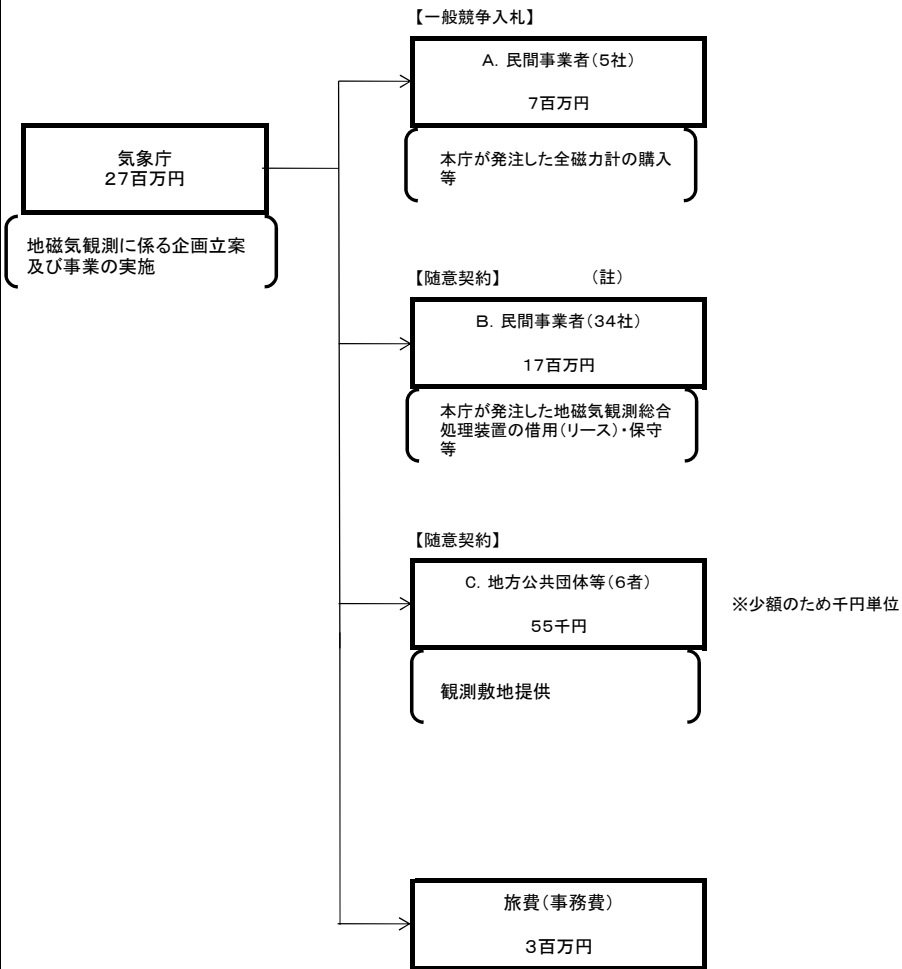 気象庁
27百万円
地磁気観測に係る企画立案
及び事業の実施
【一般競争入札】
A. 民間事業者(5社)
7百万円
本庁が発注した全磁力計の購入
等
【随意契約】 (註)
B. 民間事業者(34社)
17百万円
本庁が発注した地磁気観測総合
処理装置の借用(リース)・保守
等
【随意契約】
C. 地方公共団体等(6者)
55千円
※少額のため千円単位
観測敷地提供
旅費(事務費)
3百万円